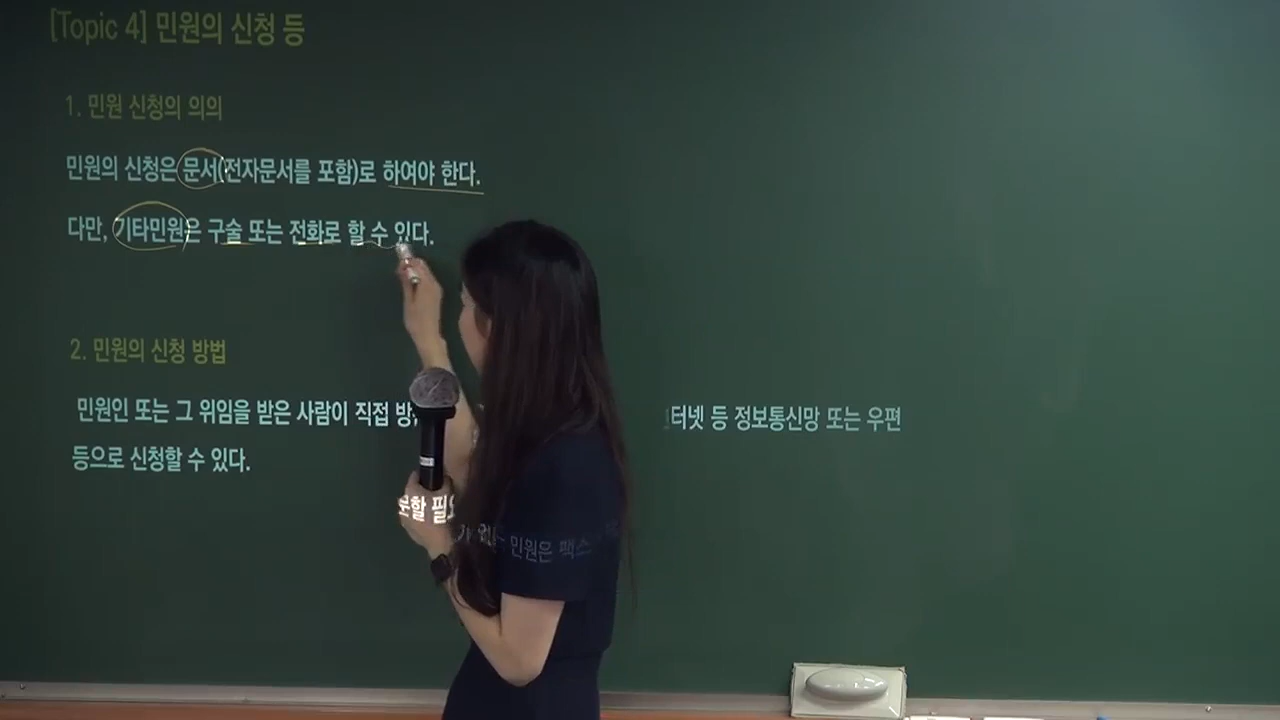 [Topic 4] 민원의 신청 등
1. 민원 신청의 의의
민원의 신청은 문서(전자문서를 포함)로 하여야 한다.
다만, 기타민원은 구술 또는 전화로 할 수 있다.
2. 민원의 신청 방법
민원인 또는 그 위임을 받은 사람이 직접 터넷 등 정보통신망 또는 우편
등으로 신청할 수 있다.
분할 필요 민원은 팩스